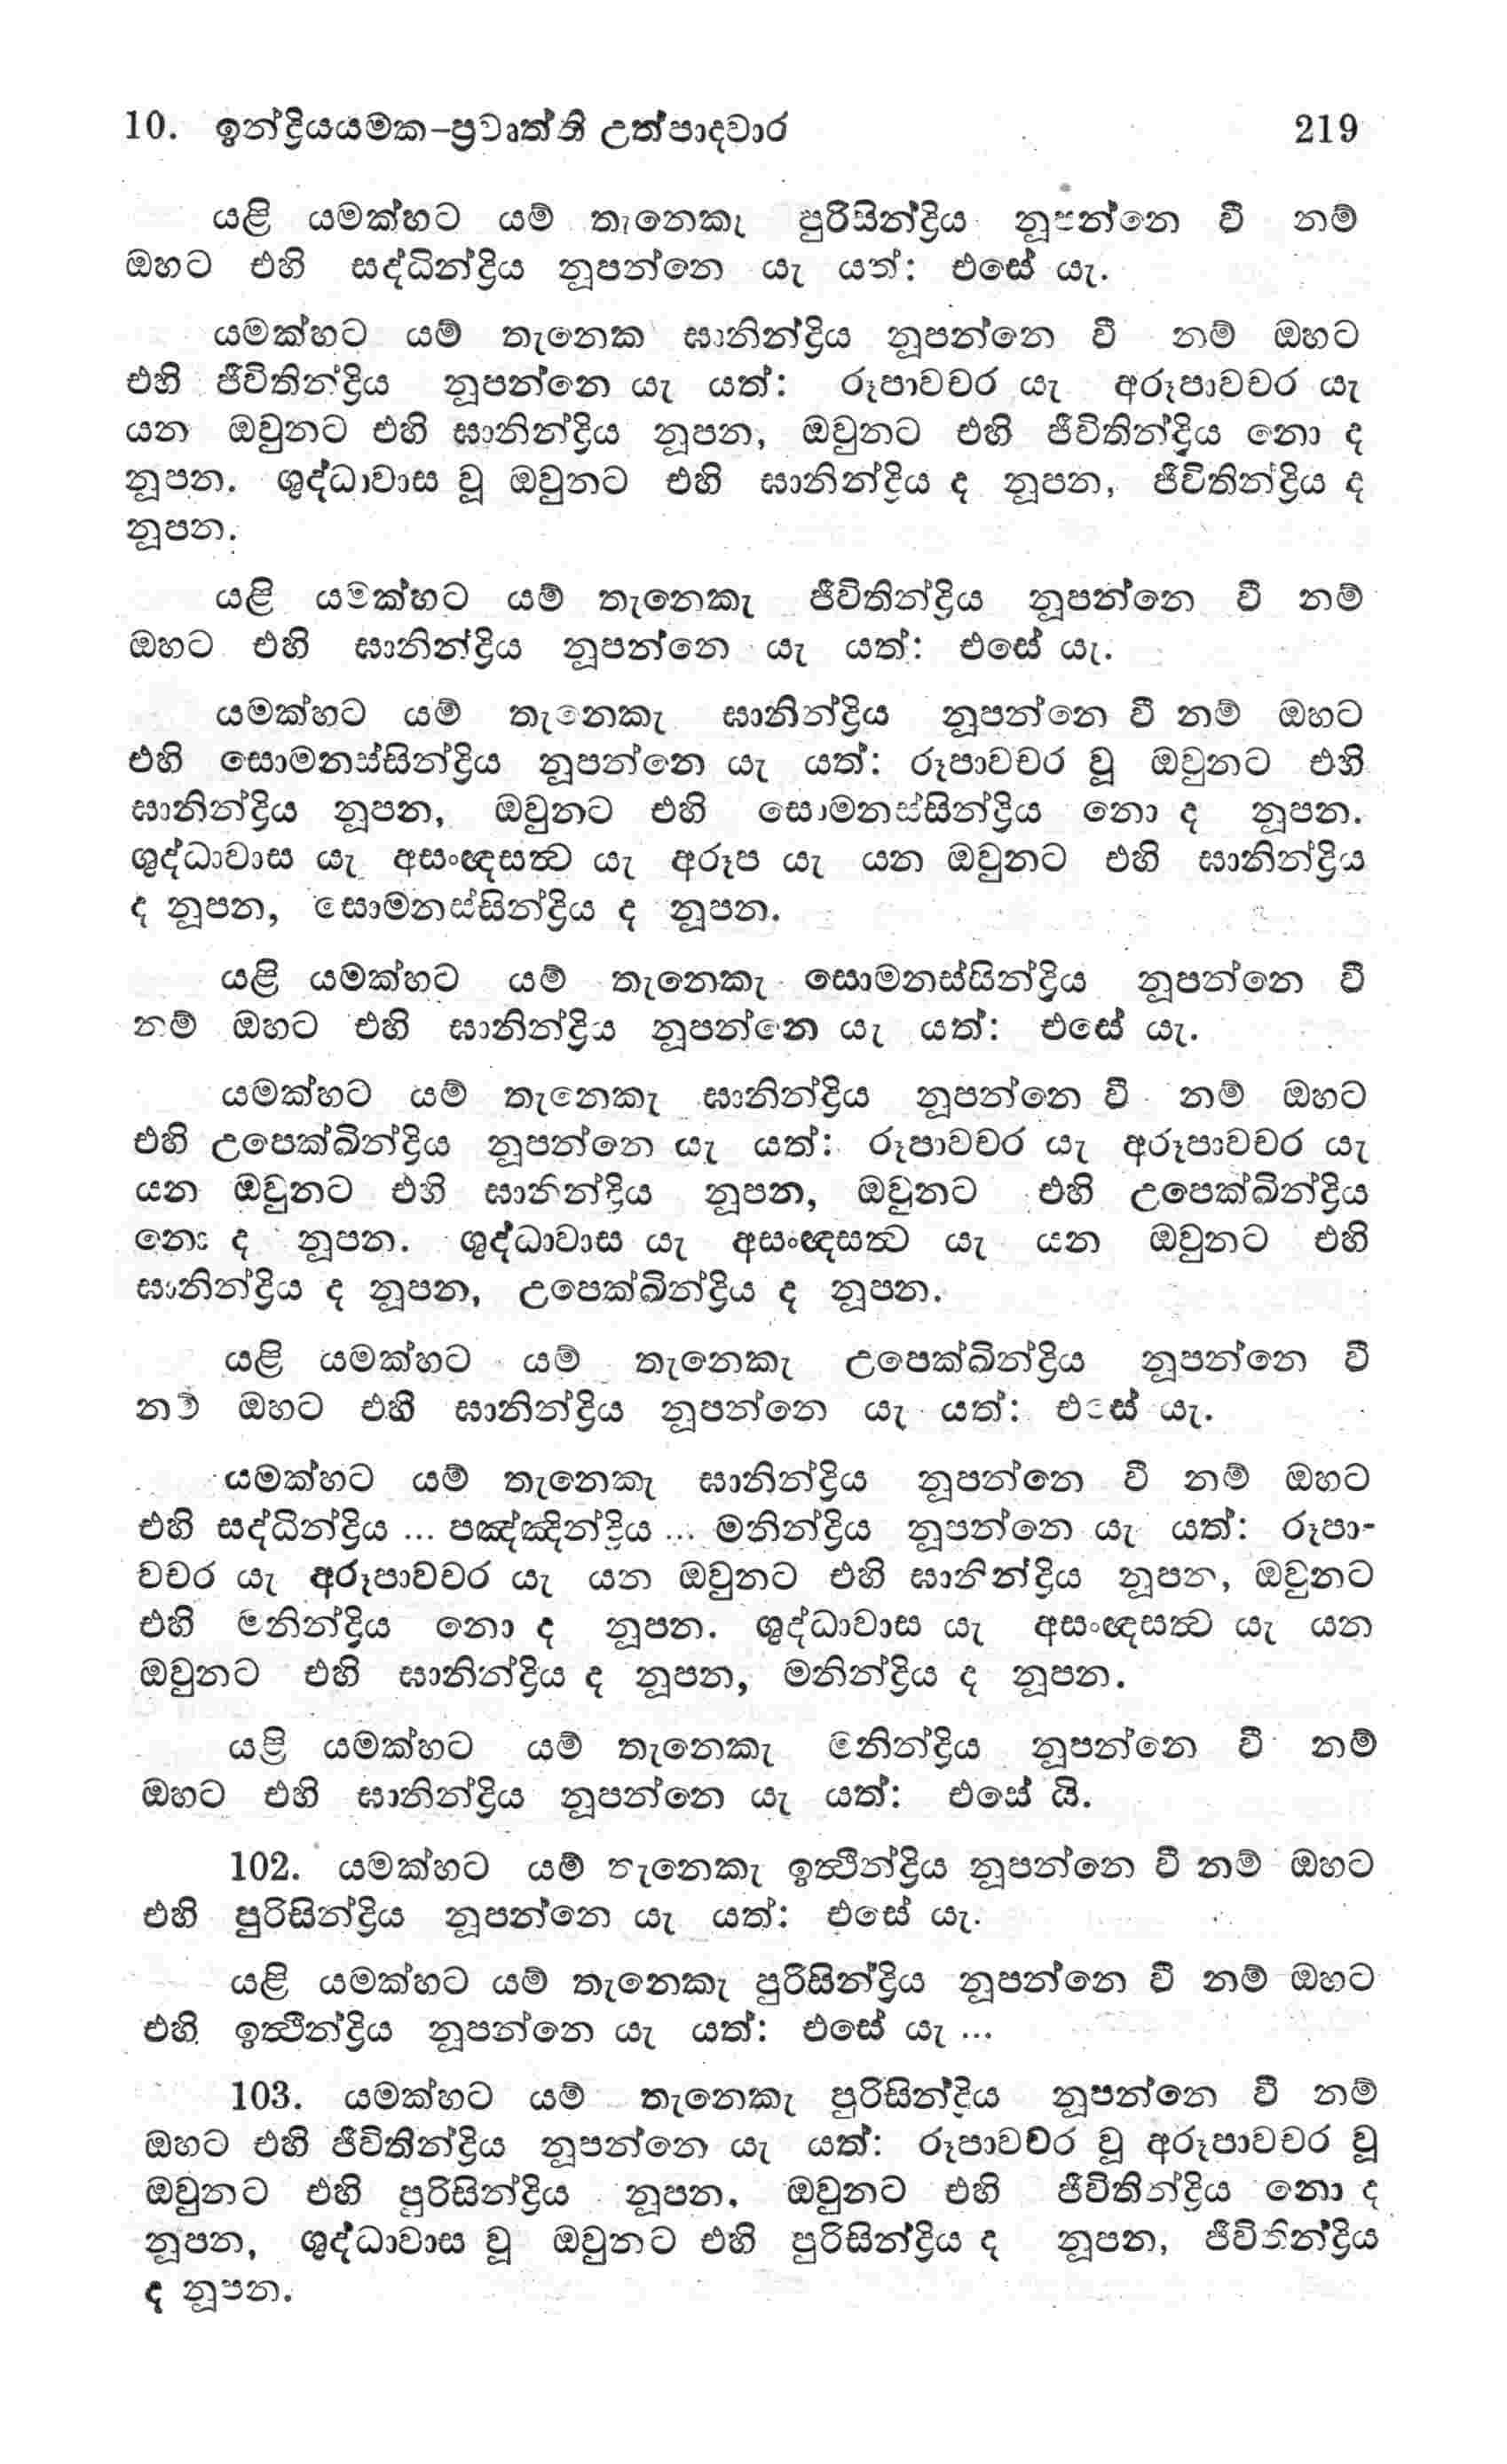 10. ඉන්ද්‍රියයමක-ප්‍රවෘත්ති උත්පාදවාර 219
යළි යමක්හට යම් තැනෙකැ පුරිසින්ද්‍රිය නූපන්නෙ වී නම්
ඔහට එහි සද්ධින්ද්‍රිය නූපන්නෙ යැ යත්: එසේ යැ.
යමක්හට යම් තැනෙක ඝානින්ද්‍රිය නූපන්නෙ වී නම් ඔහට
එහි ජීවිතින්ද්‍රිය නූපන්නෙ යැ යත්: රූපාවචර යැ අරූපාවචර යැ
යන ඔවුනට එහි ඝානින්ද්‍රිය නූපන, ඔවුනට එහි ජීවිතින්ද්‍රිය නො ද
නූපන. ශුද්ධාවාස වූ ඔවුනට එහි ඝානින්ද්‍රිය ද නූපන, ජීවිතින්ද්‍රිය ද
නූපන.
යළි යමක්හට යම් තැනෙකැ ජීවිතින්ද්‍රිය නූපන්නෙ වී නම්
ඔහට එහි ඝානින්ද්‍රිය නූපන්නෙ යැ යත්: එසේ යැ.
යමක්හට යම් තැනෙකැ ඝානින්ද්‍රිය නූපන්නෙ වී නම් ඔහට
එහි සොමනස්සින්ද්‍රිය නූපන්නෙ යැ යත්: රූපාවචර වූ ඔවුනට එහි
ඝානින්ද්‍රිය නූපන, ඔවුනට එහි සොමනස්සින්ද්‍රිය නො ද නූපන.
ශුද්ධාවාස යැ අසංඥසත්‍ව යැ අරූප යැ යන ඔවුනට එහි ඝානින්ද්‍රිය
ද නූපන, සොමනස්සින්ද්‍රිය ද නූපන.
යළි යමක්හට යම් තැනෙකැ සොමනස්සින්ද්‍රිය නූපන්නෙ වී
නම් ඔහට එහි ඝානින්ද්‍රිය නූපන්නෙ යැ යත්: එසේ යැ.
යමක්හට යම් තැනෙකැ ඝානින්ද්‍රිය නූපන්නෙ වී නම් ඔහට
එහි උපෙක්ඛින්ද්‍රිය නූපන්නෙ යැ යත්: රූපාවචර යැ අරූපාවචර යැ
යන ඔවුනට එහි ඝානින්ද්‍රිය නූපන, ඔවුනට එහි උපෙක්ඛින්ද්‍රිය
නො ද නූපන. ශුද්ධාවාස යැ අසංඥසත්‍ව යැ යන ඔවුනට එහි
ඝානින්ද්‍රිය ද නූපන, උපෙක්ඛින්ද්‍රිය ද නූපන.
යළි යමක්හට යම් තැනෙකැ උපෙක්ඛින්ද්‍රිය නූපන්නෙ වී
නම් ඔහට එහි ඝානින්ද්‍රිය නූපන්නෙ යැ යත්: එසේ යැ.
යමක්හට යම් තැනෙකැ ඝානින්ද්‍රිය නූපන්නෙ වී නම් ඔහට
එහි සද්ධින්ද්‍රිය ... පඤ්ඤින්ද්‍රිය ... මනින්ද්‍රිය නූපන්නෙ යැ යත්: රූපා-
වචර යැ අරූපාවචර යැ යන ඔවුනට එහි ඝානින්ද්‍රිය නූපන, ඔවුනට
එහි මනින්ද්‍රිය නො ද නූපන. ශුද්ධාවාස යැ අසංඥසත්‍ව යැ යන
ඔවුනට එහි ඝානින්ද්‍රිය ද නූපන, මනින්ද්‍රිය ද නූපන.
යළි යමක්හට යම් තැනෙකැ මනින්ද්‍රිය නූපන්නෙ වී නම්
ඔහට එහි ඝානින්ද්‍රිය නූපන්නෙ යැ යත්: එසේ යි.
102. යමක්හට යම් තැනෙකැ ඉත්‍ථින්ද්‍රිය නූපන්නෙ වී නම් ඔහට
එහි පුරිසින්ද්‍රිය නූපන්නෙ යැ යත්: එසේ යැ.
යළි යමක්හට යම් තැනෙකැ පුරිසින්ද්‍රිය නූපන්නෙ වී නම් ඔහට
එහි ඉත්‍ථින්ද්‍රිය නූපන්නෙ යැ යත්: එසේ යැ ...
103. යමක්හට යම් තැනෙකැ පුරිසින්ද්‍රිය නූපන්නෙ වී නම්
ඔහට එහි ජීවිතින්ද්‍රිය නූපන්නෙ යැ යත්: රූපාවචර වූ අරූපාවචර වූ
ඔවුනට එහි පුරිසින්ද්‍රිය නූපන. ඔවුනට එහි ජීවිතින්ද්‍රිය නො ද
නූපන, ශුද්ධාවාස වූ ඔවුනට එහි පුරිසින්ද්‍රිය ද නූපන, ජීවිතින්ද්‍රිය
ද නූපන.